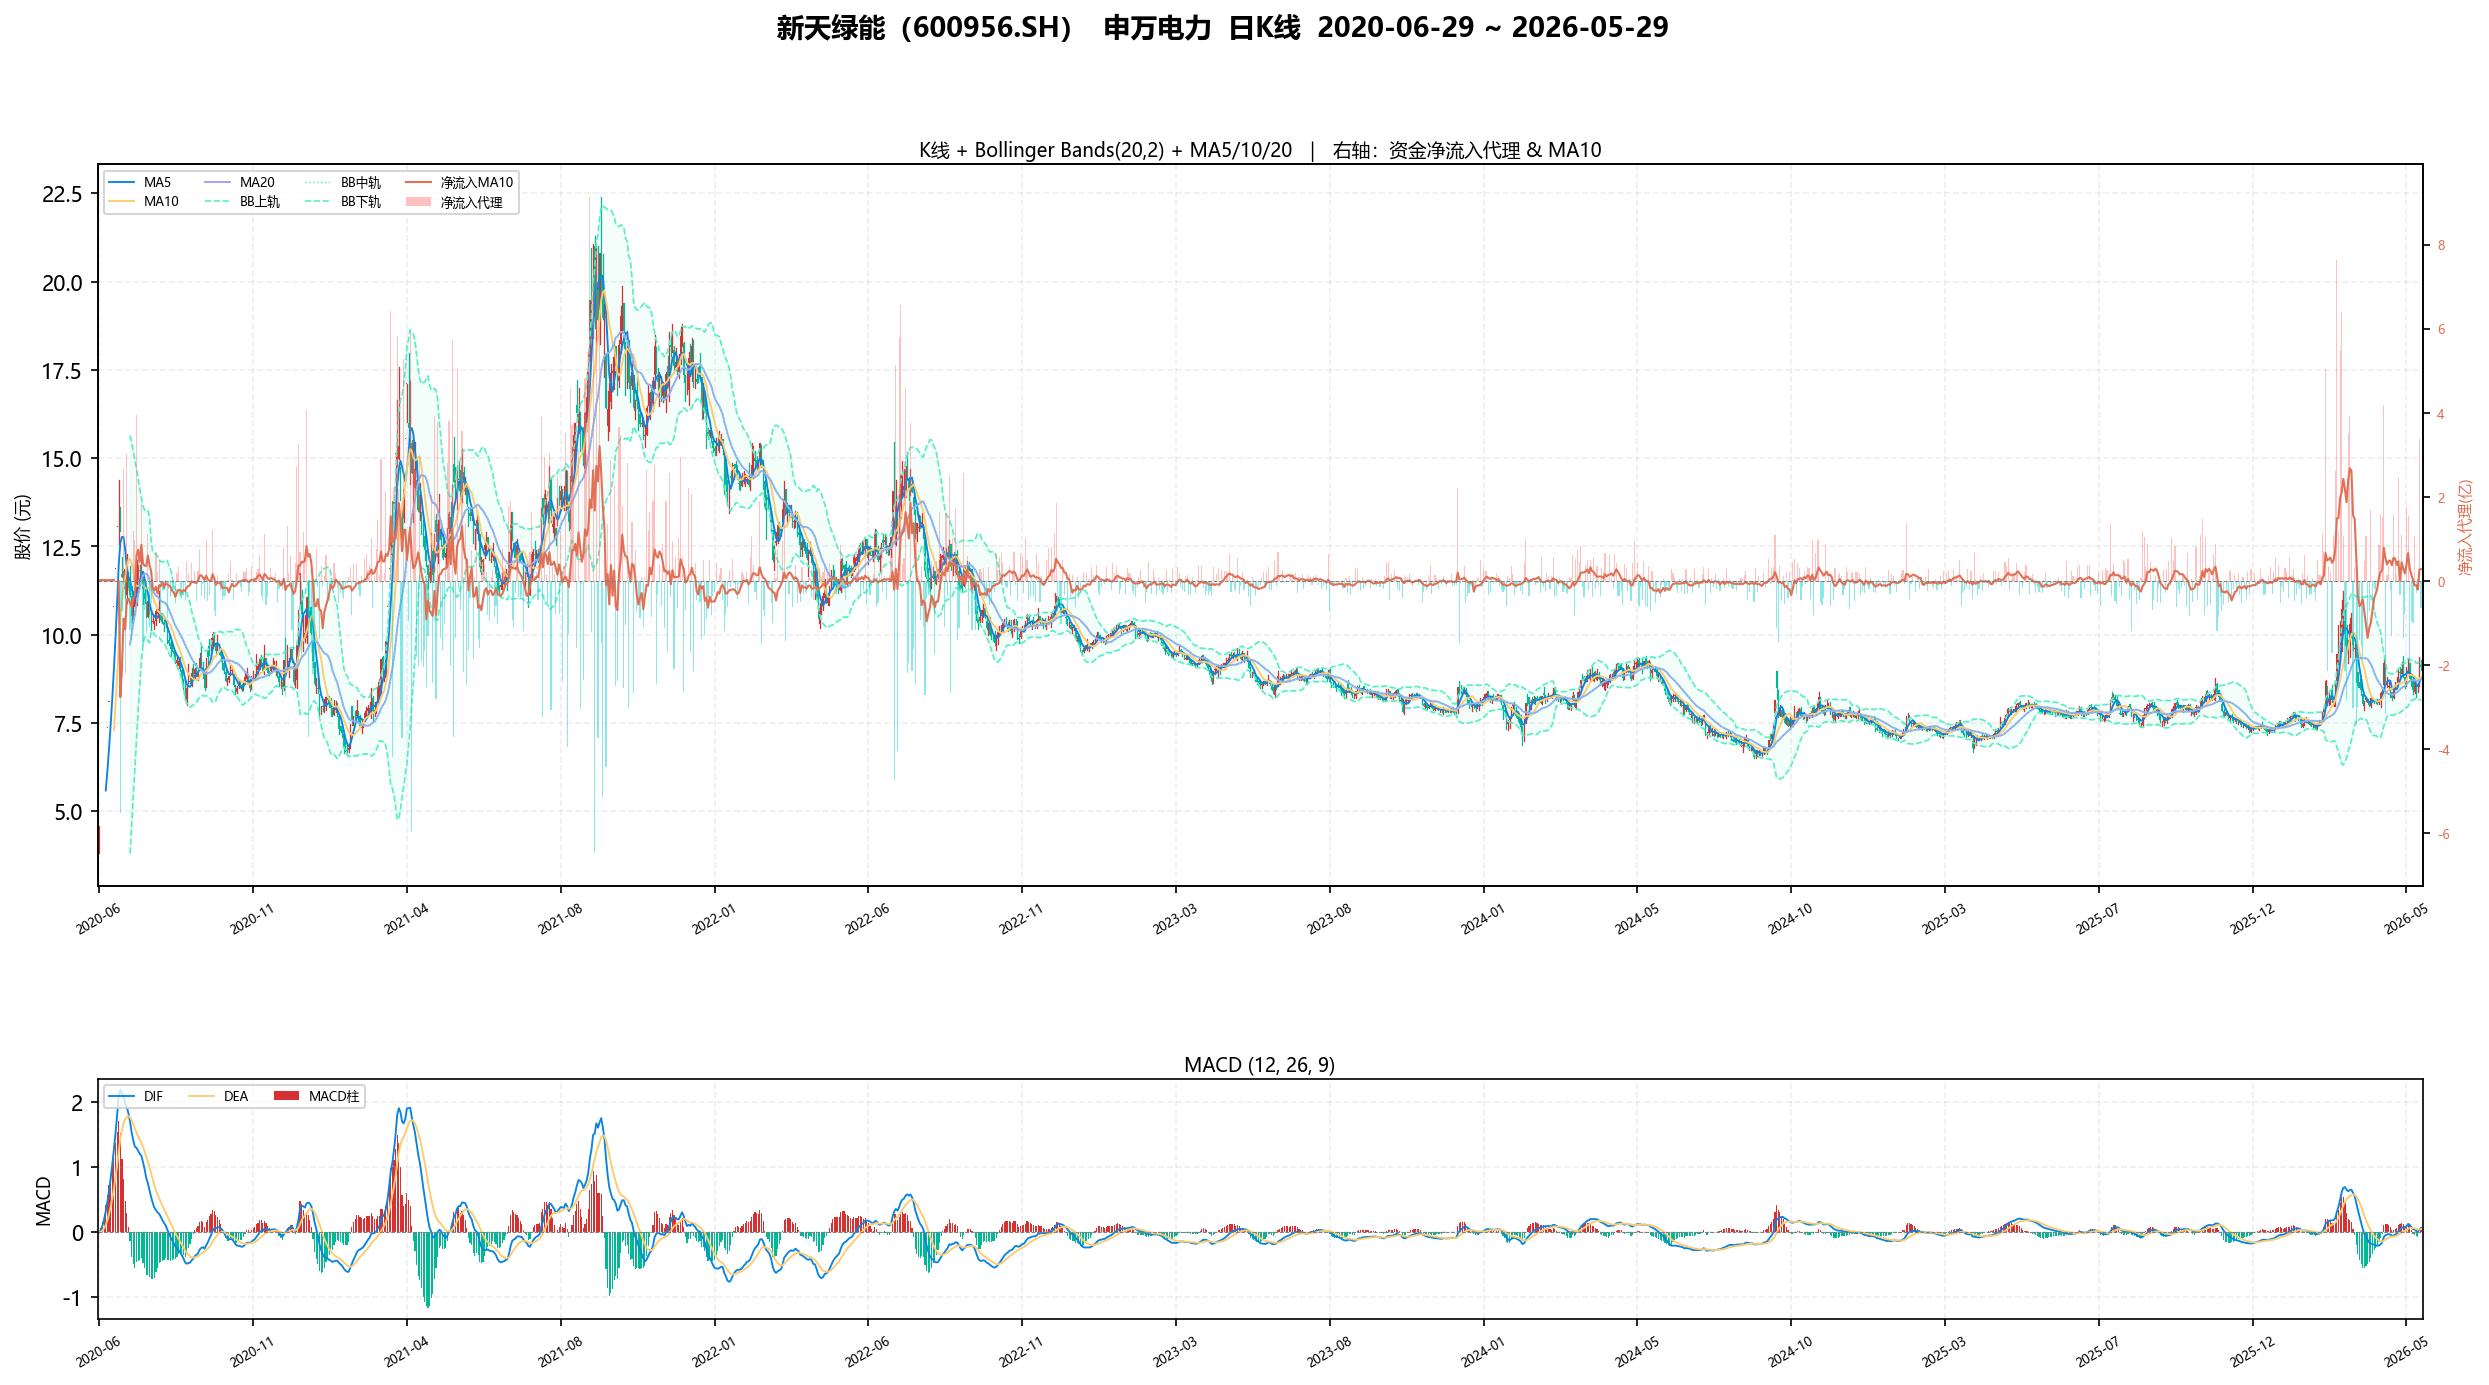 新天绿能（600956.SH） 申万电力 日K线 2020-06-29 ~ 2026-05-29
K线 + Bollinger Bands(20,2) + MA5/10/20 | 右轴：资金净流入代理 & MA10
MA5 MA20 BB中轨 净流入MA10
MA10 BB上轨 BB下轨 净流入代理
22.5
20.0
17.5
15.0
12.5
10.0
7.5
5.0
股价 (元)
8
6
4
2
0
-2
-4
-6
净流入代理(亿)
2020-06 2020-11 2021-04 2021-08 2022-01 2022-06 2022-11 2023-03 2023-08 2024-01 2024-05 2024-10 2025-03 2025-07 2025-12 2026-05
MACD (12, 26, 9)
DIF DEA MACD柱
2
1
0
-1
MACD
2020-06 2020-11 2021-04 2021-08 2022-01 2022-06 2022-11 2023-03 2023-08 2024-01 2024-05 2024-10 2025-03 2025-07 2025-12 2026-05